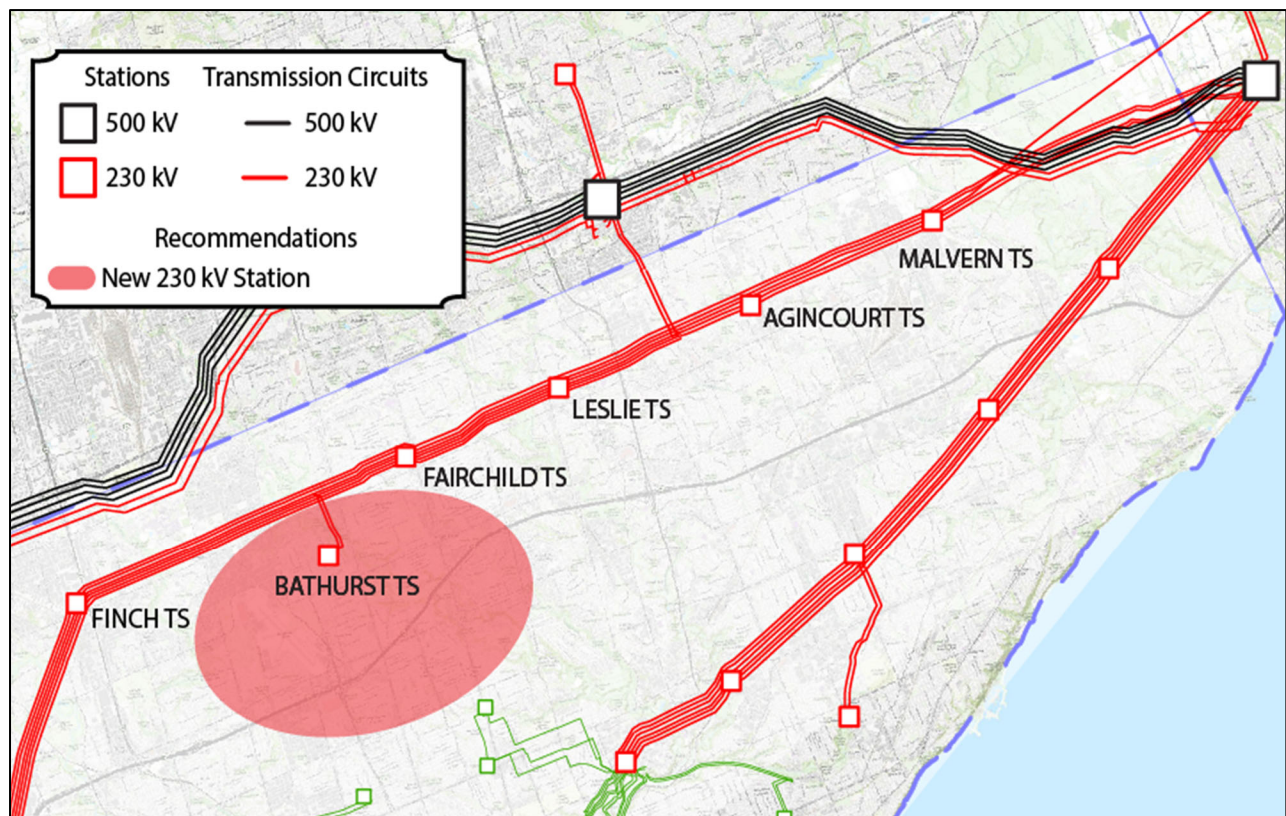 Stations Transmission Circuits
500 kV 500 kV
230 kV 230 kV
Recommendations
New 230 kV Station
MALVERN TS
AGINCOURT TS
LESLIE TS
FAIRCHILD TS
BATHURST TS
FINCH TS